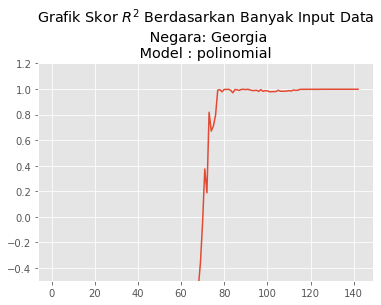 Grafik Skor R² Berdasarkan Banyak Input Data
Negara: Georgia
Model : polinomial
1.2
1.0
0.8
0.6
0.4
0.2
0.0
−0.2
−0.4
0 20 40 60 80 100 120 140